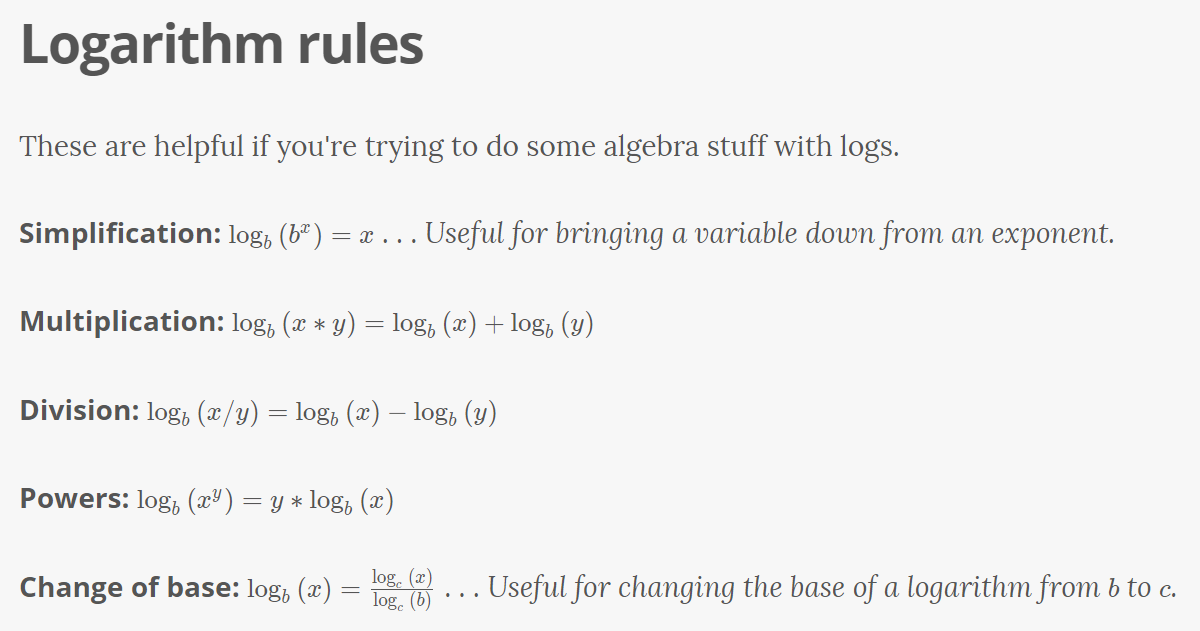 Logarithm rules
These are helpful if you're trying to do some algebra stuff with logs.
Simplification: log_b (b^x) = x . . . Useful for bringing a variable down from an exponent.
Multiplication: log_b (x ∗ y) = log_b (x) + log_b (y)
Division: log_b (x/y) = log_b (x) − log_b (y)
Powers: log_b (x^y) = y ∗ log_b (x)
Change of base: log_b (x) = \frac{log_c (x)}{log_c (b)} . . . Useful for changing the base of a logarithm from b to c.